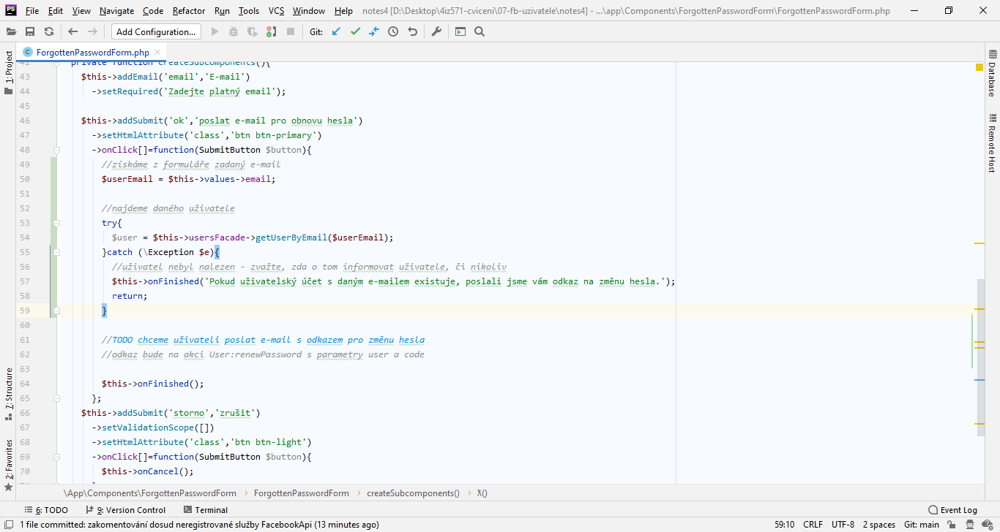 PS File Edit View Navigate Code Refactor Run Tools VCS Window Help notes4 [D:\Desktop\4iz571-cviceni\07-fb-uzivatele\notes4] - ...\app\Components\ForgottenPasswordForm\ForgottenPasswordForm.php
Add Configuration... Git:
C ForgottenPasswordForm.php
1: Project
7: Structure
2: Favorites
Database
Remote Host
42 private function createSubcomponents(){
43 $this->addEmail('email','E-mail')
44 ->setRequired('Zadejte platný email');
45
46 $this->addSubmit('ok','poslat e-mail pro obnovu hesla')
47 ->setHtmlAttribute('class','btn btn-primary')
48 ->onClick[]=function(SubmitButton $button){
49 //získáme z formuláře zadaný e-mail
50 $userEmail = $this->values->email;
51
52 //najdeme daného uživatele
53 try{
54 $user = $this->usersFacade->getUserByEmail($userEmail);
55 }catch (\Exception $e){
56 //uživatel nebyl nalezen - zvažte, zda o tom informovat uživatele, či nikoliv
57 $this->onFinished('Pokud uživatelský účet s daným e-mailem existuje, poslali jsme vám odkaz na změnu hesla.');
58 return;
59 }
60
61 //TODO chceme uživateli poslat e-mail s odkazem pro změnu hesla
62 //odkaz bude na akci User:renewPassword s parametry user a code
63
64 $this->onFinished();
65 };
66 $this->addSubmit('storno','zrušit')
67 ->setValidationScope([])
68 ->setHtmlAttribute('class','btn btn-light')
69 ->onClick[]=function(SubmitButton $button){
70 $this->onCancel();
\App\Components\ForgottenPasswordForm › ForgottenPasswordForm › createSubcomponents() › λ()
6: TODO 9: Version Control Terminal Event Log
1 file committed: zakomentování dosud neregistrované služby FacebookApi (13 minutes ago) 59:10 CRLF UTF-8 2 spaces Git: main